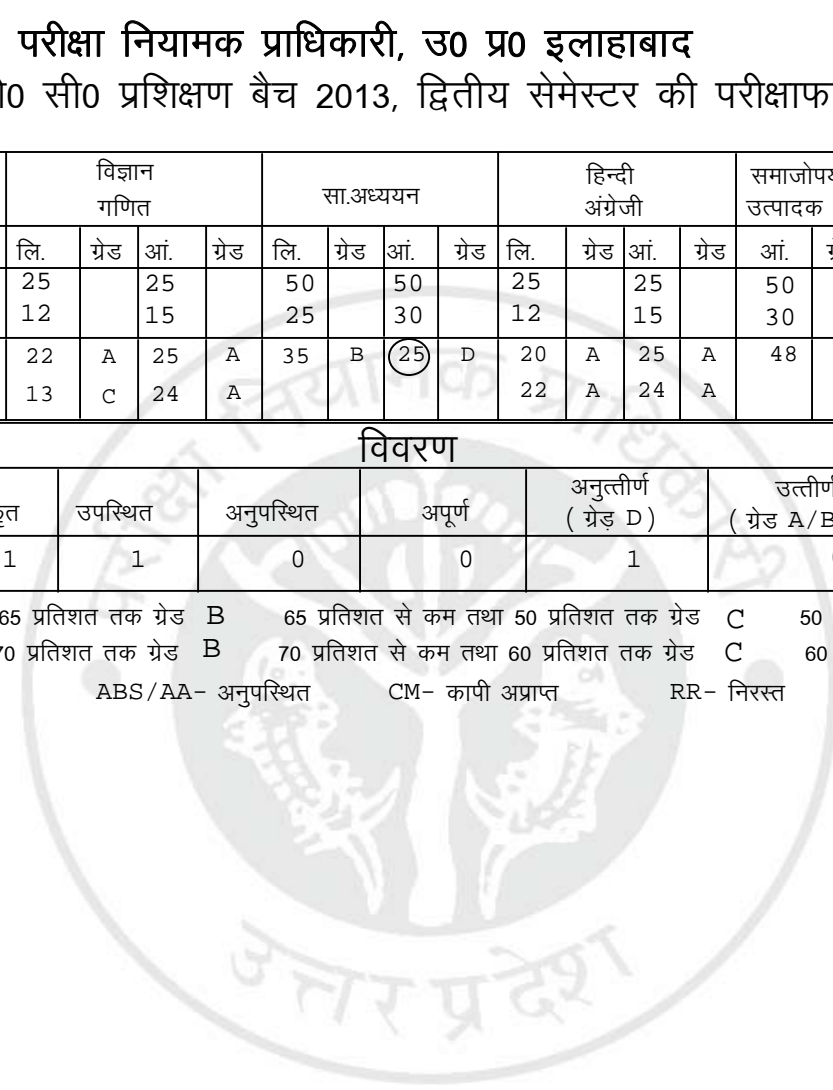 परीक्षा नियामक प्राधिकारी, उ0 प्र0 इलाहाबाद
सी0 प्रशिक्षण बैच 2013, द्वितीय सेमेस्टर की
विज्ञान
गणित
सा.अध्ययन
हिन्दी
अंग्रेजी
उत्पादक
लि. ग्रेड आं. ग्रेड लि. ग्रेड आं. ग्रेड लि. ग्रेड आं. ग्रेड आं.
25 25 50 50 25 25 50
12 15 25 30 12 15 30
22 A 25 A 35 B 25 D 20 A 25 A 48
13 C 24 A 22 A 24 A
विवरण
उपस्थित अनुपस्थित अपूर्ण अनुत्तीर्ण ( ग्रेड़ D) उत्तीर्ण ( ग्रेड A/B
1 1 0 0 1
65 प्रतिशत तक ग्रेड B 65 प्रतिशत से कम तथा 50 प्रतिशत तक ग्रेड C 50
70 प्रतिशत तक ग्रेड B 70 प्रतिशत से कम तथा 60 प्रतिशत तक ग्रेड C 60
ABS/AA- अनुपस्थित CM- कापी अप्राप्त RR- निरस्त
परीक्षा नियामक प्राधिकारी
उत्तर प्रदेश